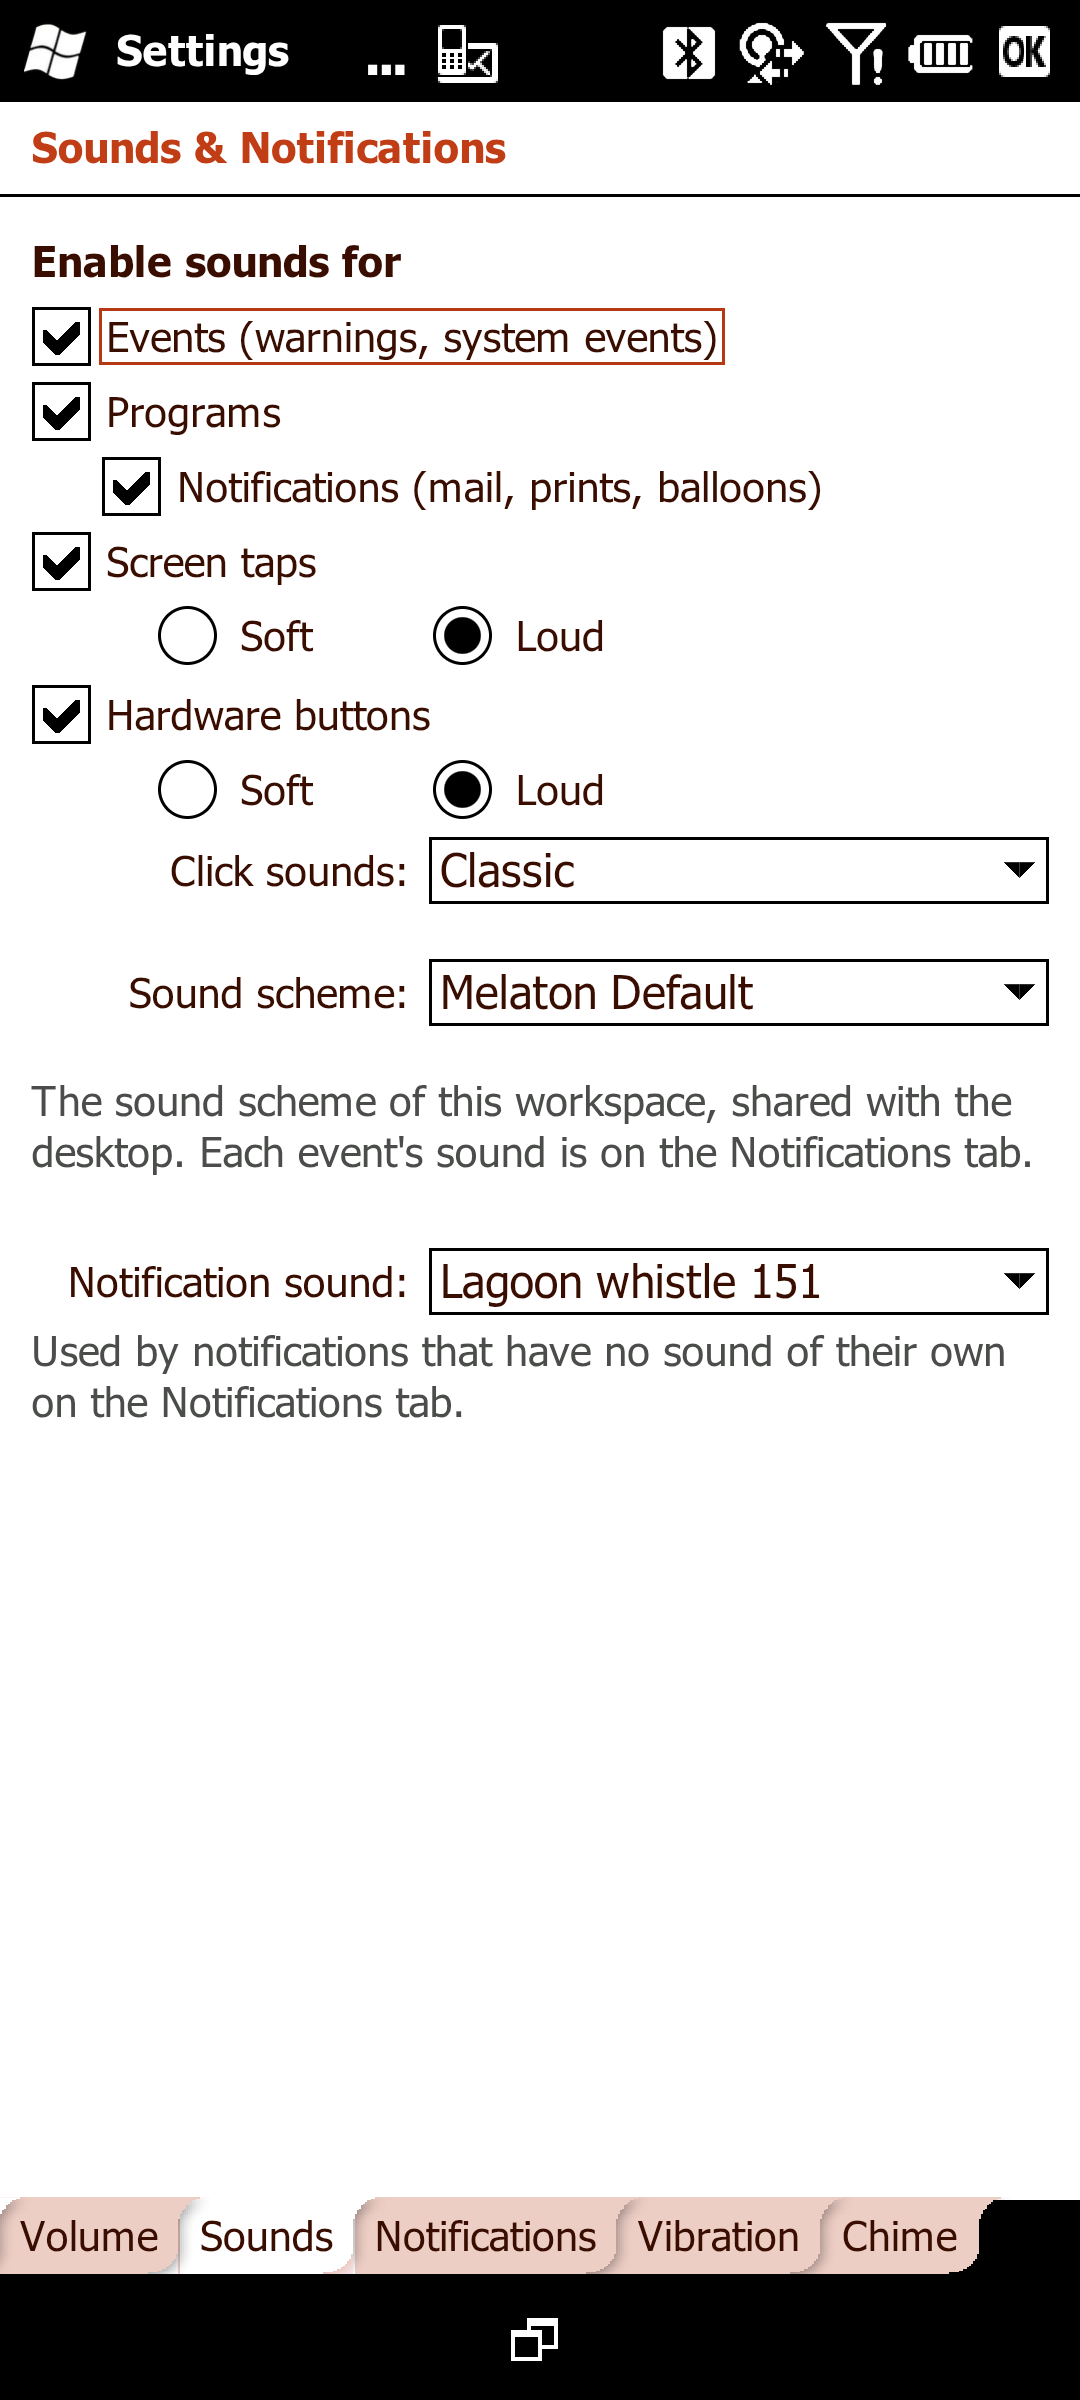 Settings
...
OK
Sounds & Notifications
Enable sounds for
Events (warnings, system events)
Programs
Notifications (mail, prints, balloons)
Screen taps
Soft Loud
Hardware buttons
Soft Loud
Click sounds: Classic
Sound scheme: Melaton Default
The sound scheme of this workspace, shared with the
desktop. Each event's sound is on the Notifications tab.
Notification sound: Lagoon whistle 151
Used by notifications that have no sound of their own
on the Notifications tab.
Volume Sounds Notifications Vibration Chime